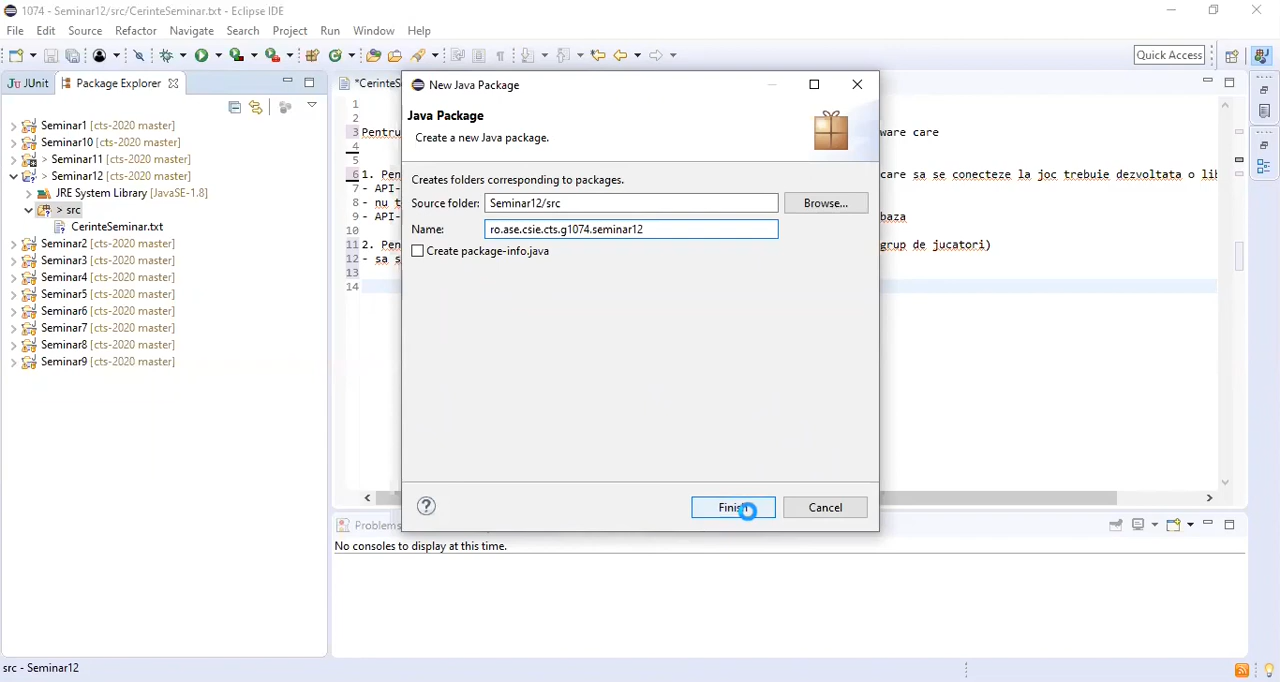 1074 - Seminar12/src/CerinteSeminar.txt - Eclipse IDE
File Edit Source Refactor Navigate Search Project Run Window Help
Quick Access
JUnit Package Explorer
*CerinteS
New Java Package
Java Package
Create a new Java package.
Creates folders corresponding to packages.
Source folder: Seminar12/src Browse...
Name: ro.ase.csie.cts.g1074.seminar12
Create package-info.java
Finish Cancel
Seminar1 [cts-2020 master]
Seminar10 [cts-2020 master]
> Seminar11 [cts-2020 master]
> Seminar12 [cts-2020 master]
JRE System Library [JavaSE-1.8]
> src
CerinteSeminar.txt
Seminar2 [cts-2020 master]
Seminar3 [cts-2020 master]
Seminar4 [cts-2020 master]
Seminar5 [cts-2020 master]
Seminar6 [cts-2020 master]
Seminar7 [cts-2020 master]
Seminar8 [cts-2020 master]
Seminar9 [cts-2020 master]
1
2
3 Pentru ware care
4
5
6 1. Pen care sa se conecteze la joc trebuie dezvoltata o lib
7 - API-
8 - nu t
9 - API- baza
10
11 2. Pen grup de jucatori)
12 - sa s
13
14
Problems
No consoles to display at this time.
src - Seminar12